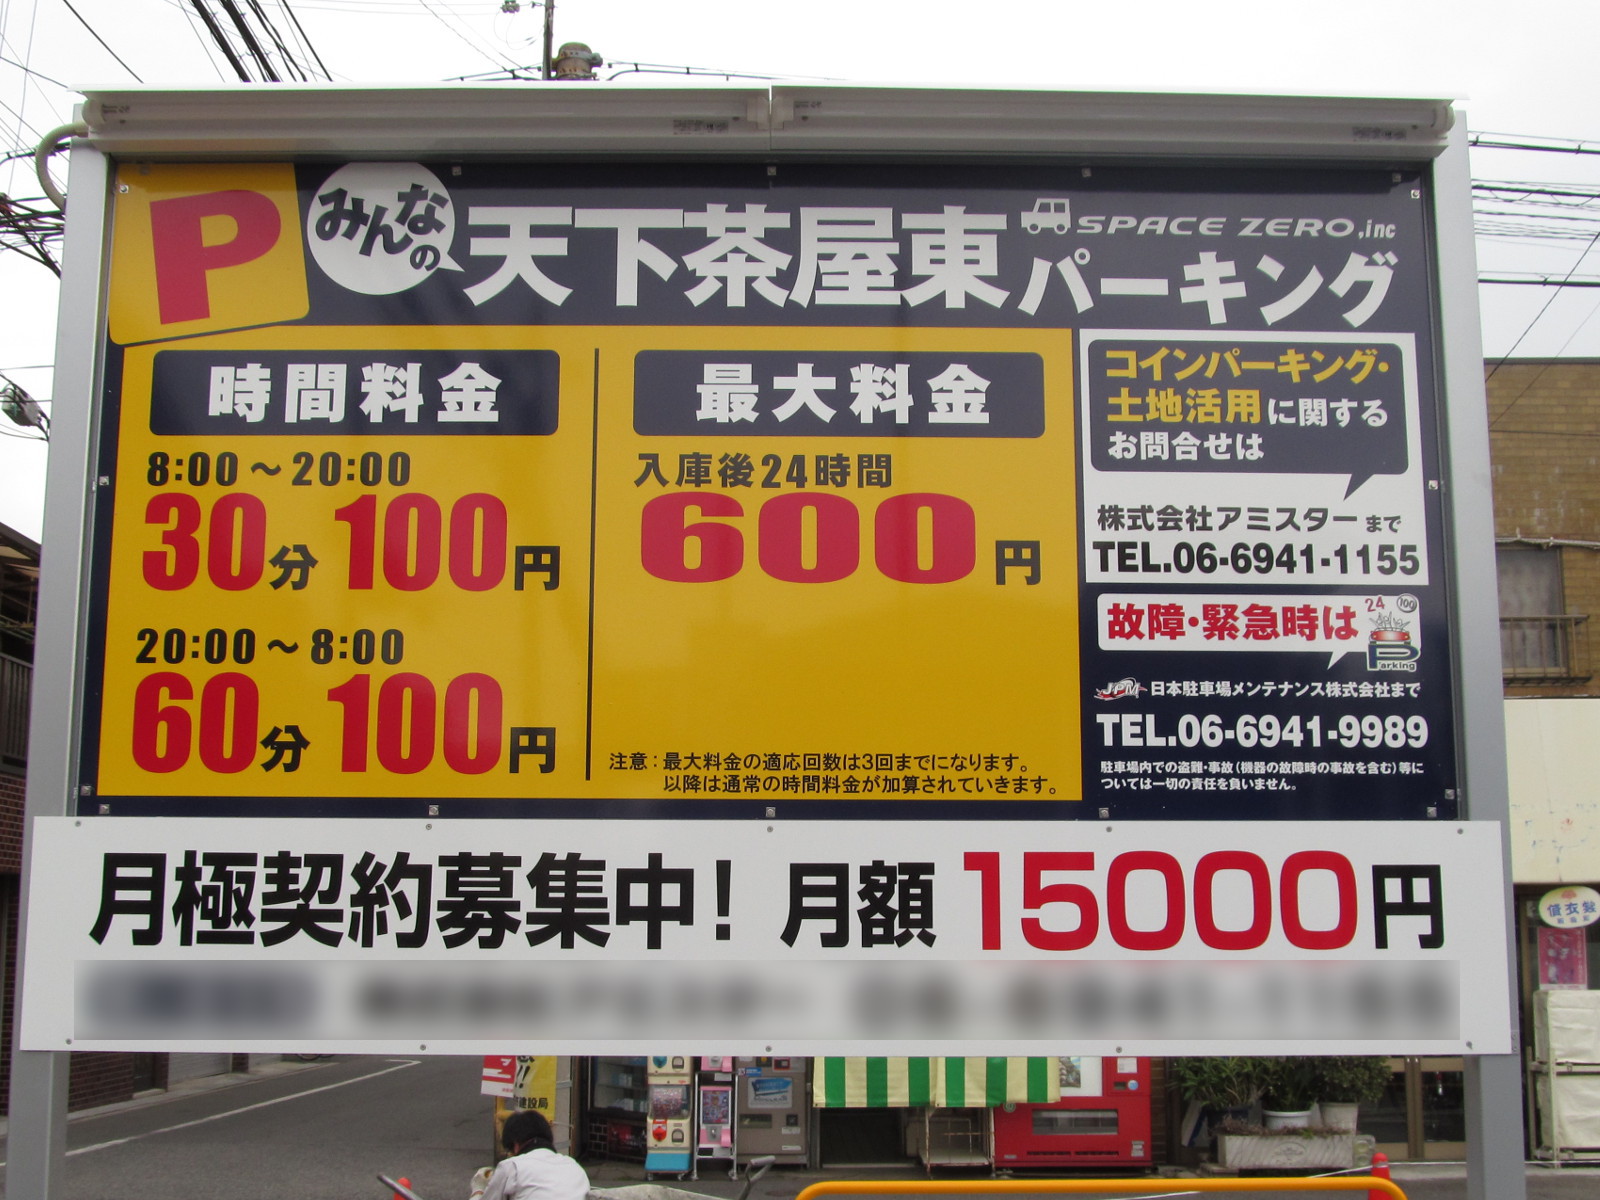 P
みんなの
天下茶屋東
SPACE ZERO,inc
パーキング
時間料金
8:00～20:00
30分 100円
20:00～8:00
60分 100円
最大料金
入庫後24時間
600円
注意：最大料金の適応回数は3回までになります。
以降は通常の時間料金が加算されていきます。
コインパーキング・
土地活用に関する
お問合せは
株式会社アミスターまで
TEL.06-6941-1155
故障・緊急時は
24
100
Parking
JPM 日本駐車場メンテナンス株式会社まで
TEL.06-6941-9989
駐車場内での盗難・事故(機器の故障時の事故を含む)等に
ついては一切の責任を負いません。
月極契約募集中！ 月額 15000円
建設局